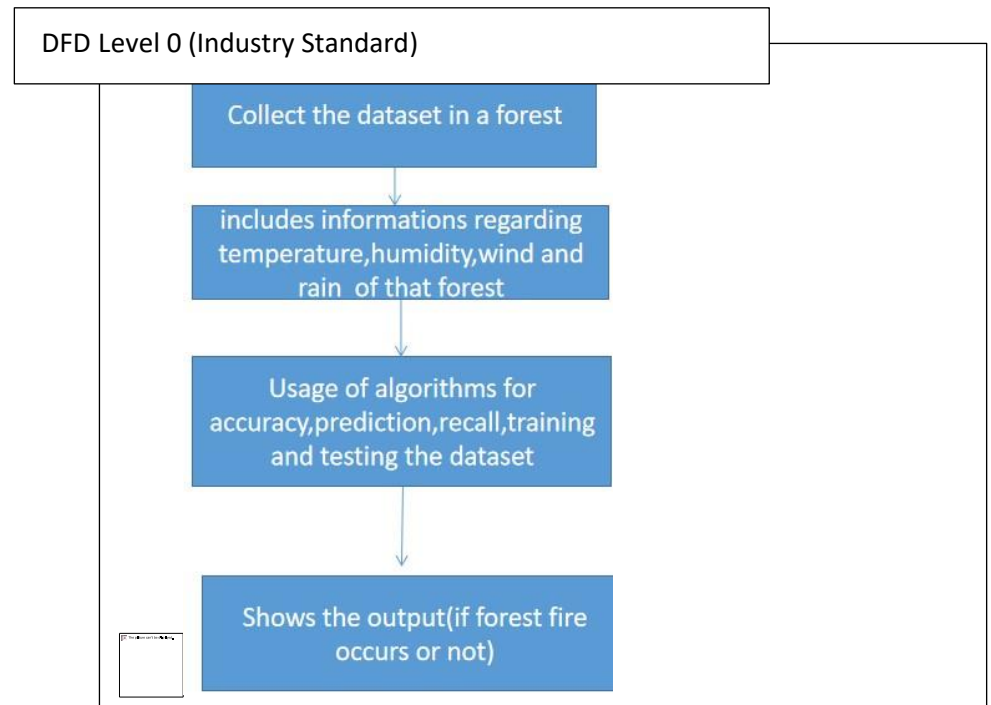 DFD Level 0 (Industry Standard)
Collect the dataset in a forest
includes informations regarding
temperature,humidity,wind and
rain of that forest
Usage of algorithms for
accuracy,prediction,recall,training
and testing the dataset
Shows the output(if forest fire
occurs or not)